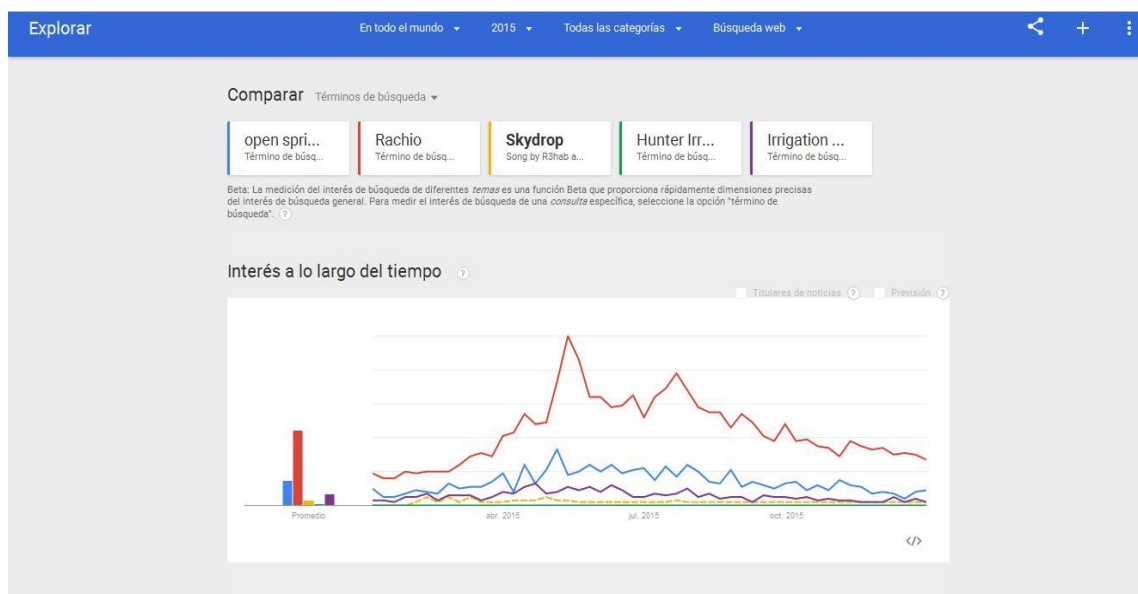 Explorar
En todo el mundo 2015 Todas las categorías Búsqueda web
Comparar Términos de búsqueda
open spri... Rachio Skydrop Hunter Irr... Irrigation ...
Término de búsq... Término de búsq... Song by R3hab a... Término de búsq... Término de búsq...
Beta: La medición del interés de búsqueda de diferentes temas es una función Beta que proporciona rápidamente dimensiones precisas
del interés de búsqueda general. Para medir el interés de búsqueda de una consulta específica, seleccione la opción "término de
búsqueda". ?
Interés a lo largo del tiempo ?
Titulares de noticias ? Previsión ?
Promedio abr. 2015 jul. 2015 oct. 2015
</>